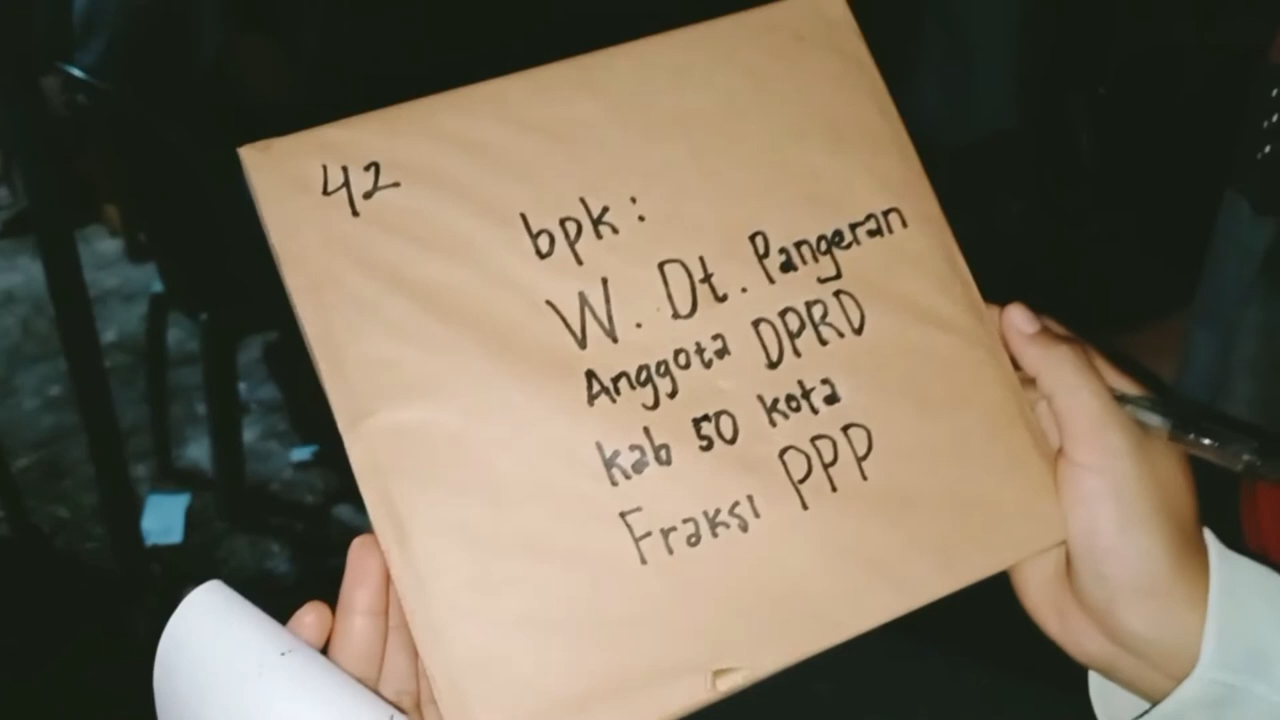 42
bpk :
W. Dt. Pangeran
Anggota DPRD
kab 50 kota
Fraksi PPP